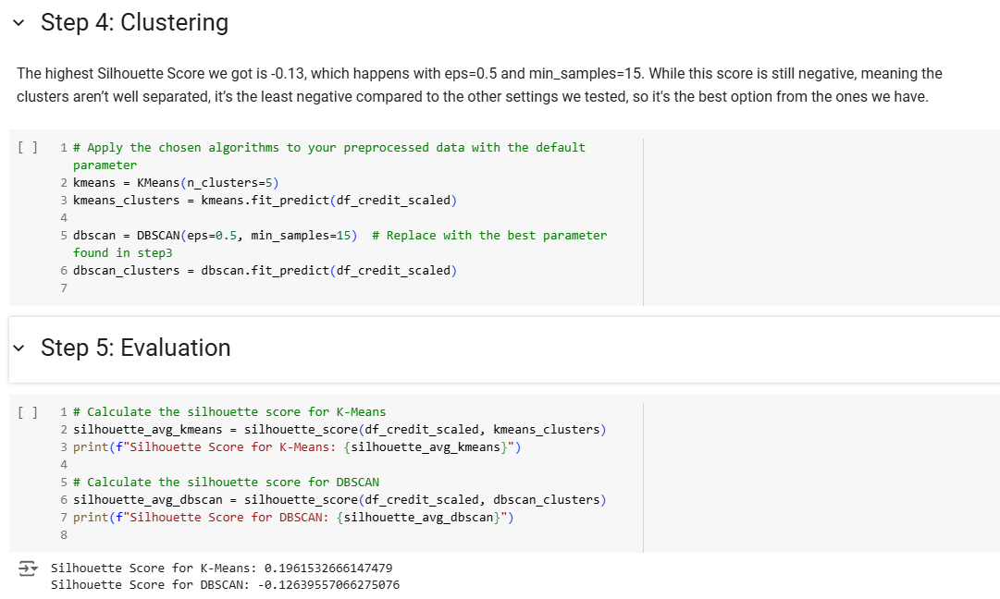 Step 4: Clustering
The highest Silhouette Score we got is -0.13, which happens with eps=0.5 and min_samples=15. While this score is still negative, meaning the
clusters aren’t well separated, it’s the least negative compared to the other settings we tested, so it's the best option from the ones we have.
[ ] 1 # Apply the chosen algorithms to your preprocessed data with the default
parameter
2 kmeans = KMeans(n_clusters=5)
3 kmeans_clusters = kmeans.fit_predict(df_credit_scaled)
4
5 dbscan = DBSCAN(eps=0.5, min_samples=15)  # Replace with the best parameter
found in step3
6 dbscan_clusters = dbscan.fit_predict(df_credit_scaled)
7
Step 5: Evaluation
[ ] 1 # Calculate the silhouette score for K-Means
2 silhouette_avg_kmeans = silhouette_score(df_credit_scaled, kmeans_clusters)
3 print(f"Silhouette Score for K-Means: {silhouette_avg_kmeans}")
4
5 # Calculate the silhouette score for DBSCAN
6 silhouette_avg_dbscan = silhouette_score(df_credit_scaled, dbscan_clusters)
7 print(f"Silhouette Score for DBSCAN: {silhouette_avg_dbscan}")
8
Silhouette Score for K-Means: 0.1961532666147479
Silhouette Score for DBSCAN: -0.12639557066275076